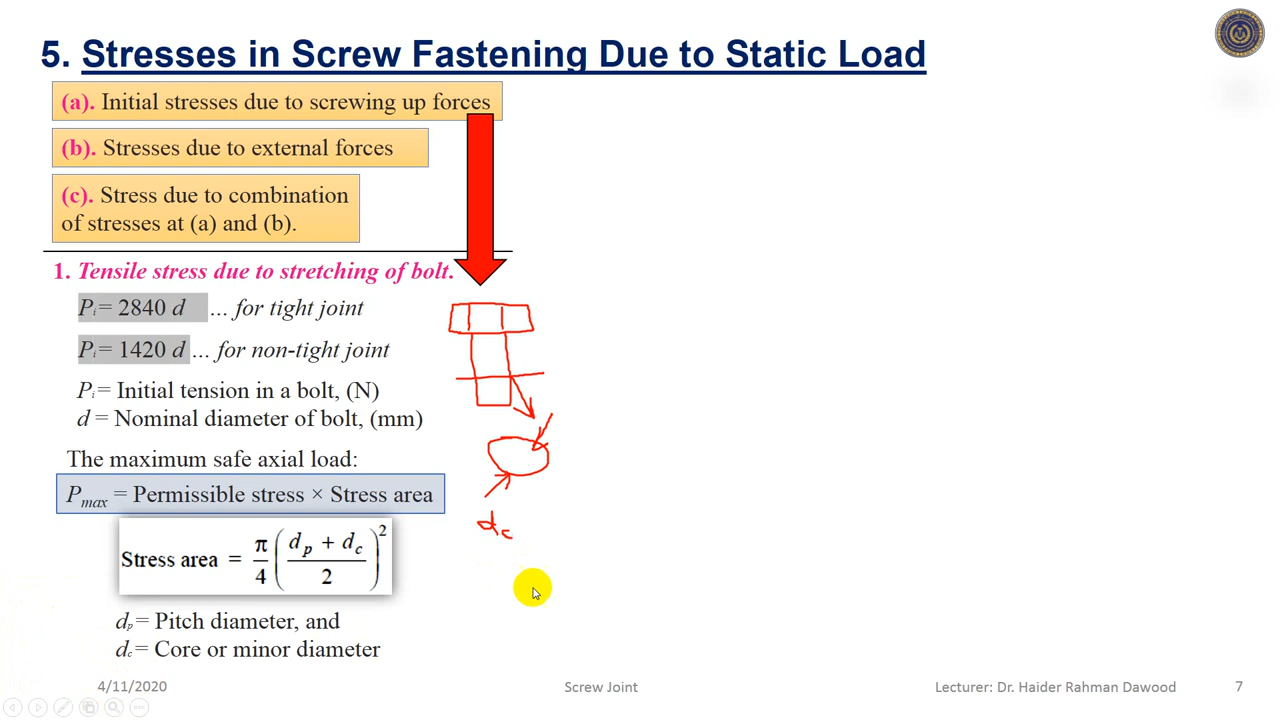 5. Stresses in Screw Fastening Due to Static Load
(a). Initial stresses due to screwing up forces
(b). Stresses due to external forces
(c). Stress due to combination
of stresses at (a) and (b).
1. Tensile stress due to stretching of bolt.
Pᵢ= 2840 d ... for tight joint
Pᵢ= 1420 d ... for non-tight joint
Pᵢ= Initial tension in a bolt, (N)
d = Nominal diameter of bolt, (mm)
The maximum safe axial load:
Pmax = Permissible stress × Stress area
Stress area = π/4 ( (dp + dc) / 2 )²
dp= Pitch diameter, and
dc= Core or minor diameter
dc
4/11/2020
Screw Joint
Lecturer: Dr. Haider Rahman Dawood
7